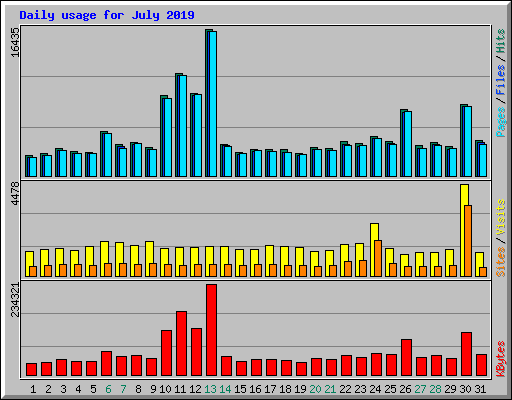 Daily usage for July 2019
16435
Pages / Files / Hits
4478
Sites / Visits
234321
KBytes
1 2 3 4 5 6 7 8 9 10 11 12 13 14 15 16 17 18 19 20 21 22 23 24 25 26 27 28 29 30 31